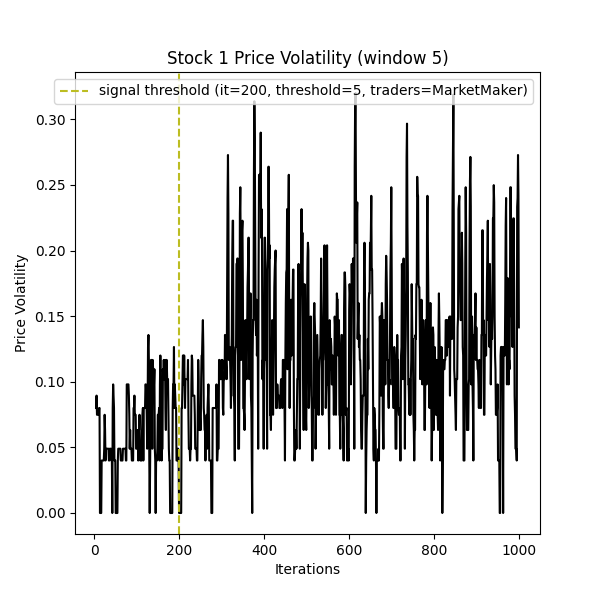 Stock 1 Price Volatility (window 5)
signal threshold (it=200, threshold=5, traders=MarketMaker)
Price Volatility
0.30
0.25
0.20
0.15
0.10
0.05
0.00
0 200 400 600 800 1000
Iterations